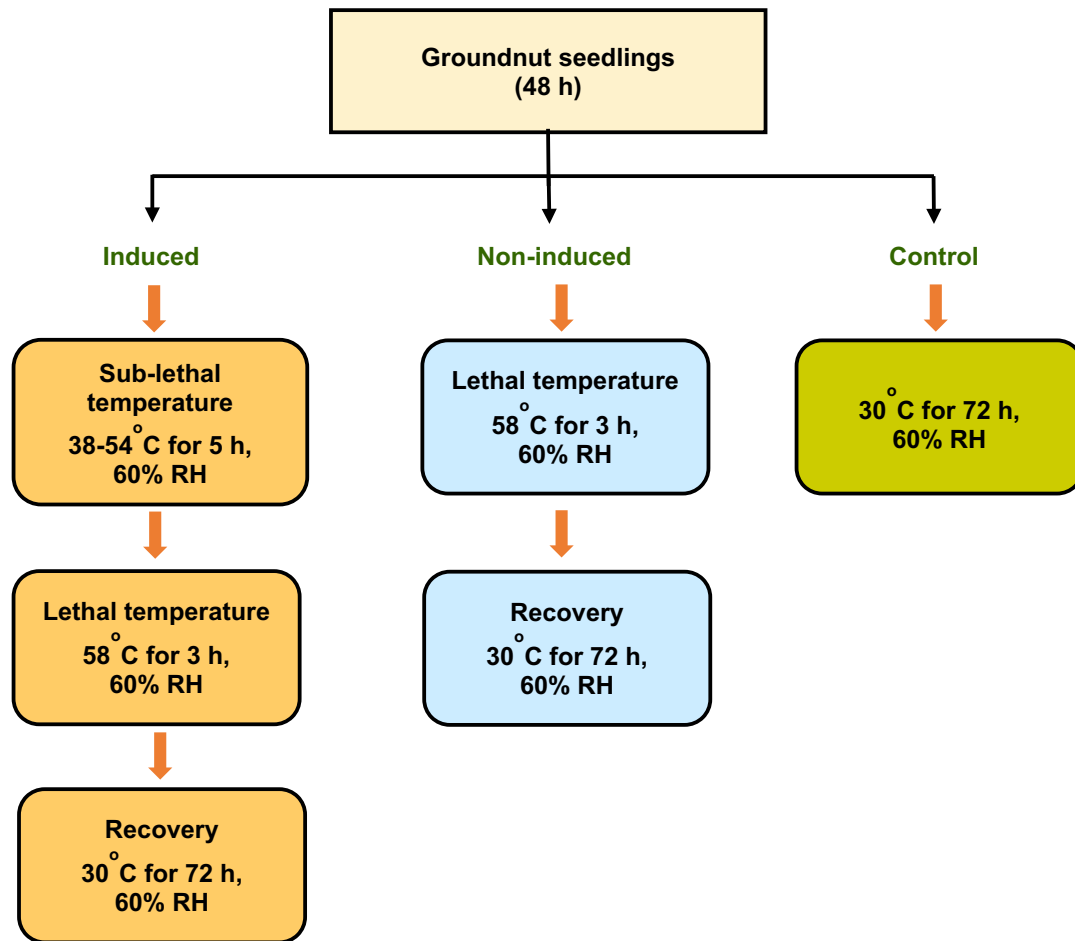 Groundnut seedlings
(48 h)
Induced
Non-induced
Control
Sub-lethal
temperature
38-54°C for 5 h,
60% RH
Lethal temperature
58°C for 3 h,
60% RH
30°C for 72 h,
60% RH
Lethal temperature
58°C for 3 h,
60% RH
Recovery
30°C for 72 h,
60% RH
Recovery
30°C for 72 h,
60% RH